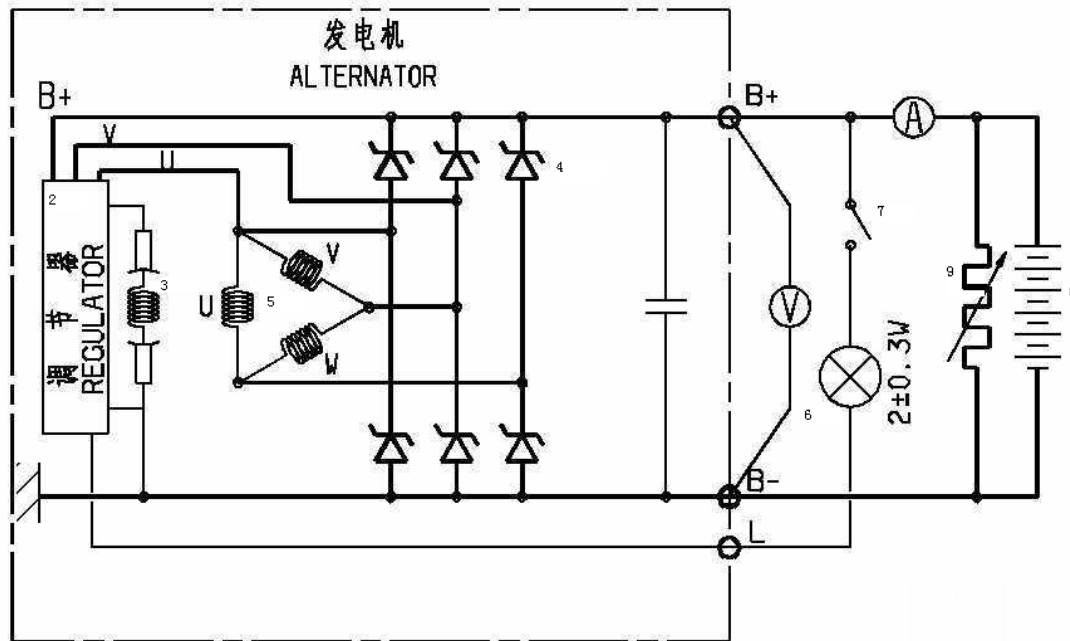 发电机
ALTERNATOR
B+
B+
A
V
U
2
4
7
调节器
REGULATOR
3
U
5
V
W
V
9
2±0.3W
6
B-
L